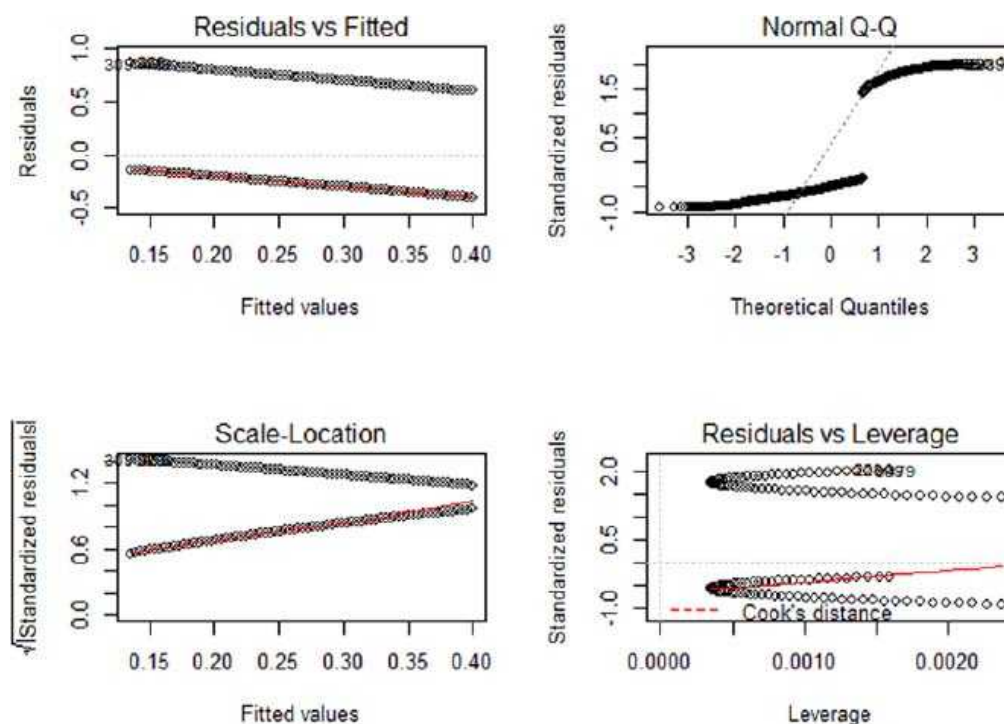 Residuals vs Fitted
Residuals
-0.5 0.0 0.5 1.0
0.15 0.20 0.25 0.30 0.35 0.40
Fitted values
Normal Q-Q
Standardized residuals
-1.0 0.5 1.5
-3 -2 -1 0 1 2 3
Theoretical Quantiles
Scale-Location
√|Standardized residuals|
0.0 0.6 1.2
0.15 0.20 0.25 0.30 0.35 0.40
Fitted values
Residuals vs Leverage
Standardized residuals
-1.0 0.5 2.0
Cook's distance
0.0000 0.0010 0.0020
Leverage